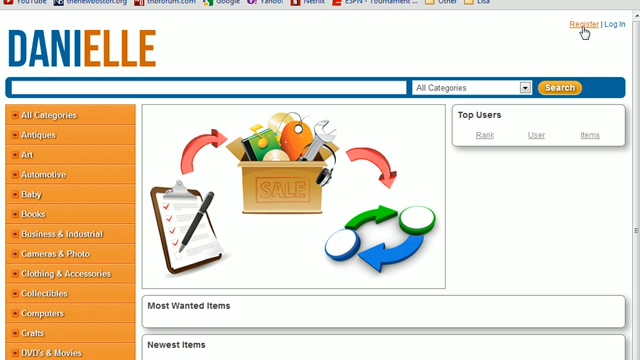 YouTube thenewboston.org thbforum.com Google Yahoo! Netflix ESPN - Tournament ... Other Lisa
Register | Log In
DANIELLE
All Categories Search
All Categories
Antiques
Art
Automotive
Baby
Books
Business & Industrial
Cameras & Photo
Clothing & Accessories
Collectibles
Computers
Crafts
DVD's & Movies
SALE
Most Wanted Items
Newest Items
Top Users
Rank User Items